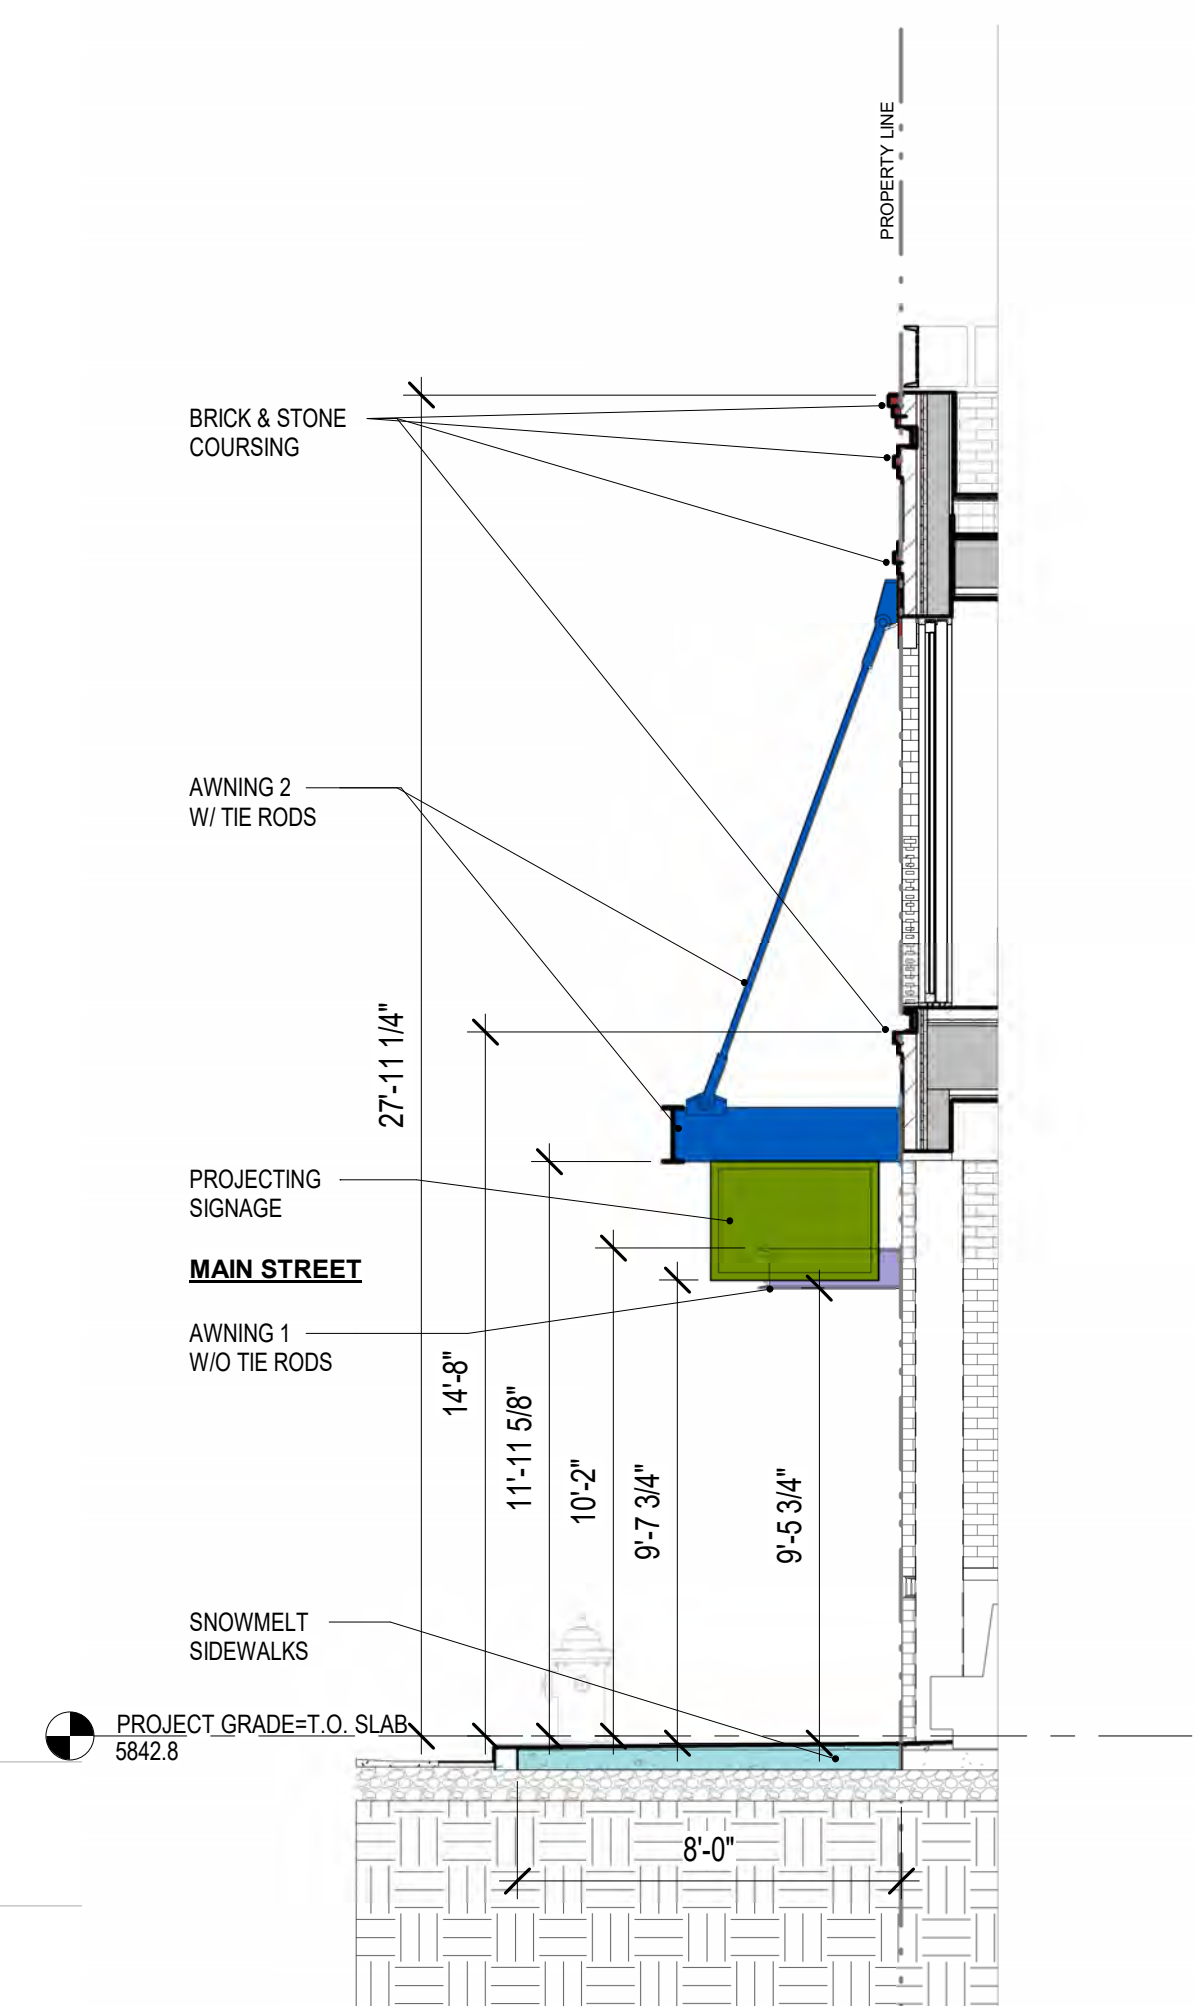 PROPERTY LINE
BRICK & STONE
COURSING
AWNING 2
W/ TIE RODS
27'-11 1/4"
PROJECTING
SIGNAGE
MAIN STREET
AWNING 1
W/O TIE RODS
14'-8"
11'-11 5/8"
10'-2"
9'-7 3/4"
9'-5 3/4"
SNOWMELT
SIDEWALKS
PROJECT GRADE=T.O. SLAB
5842.8
8'-0"